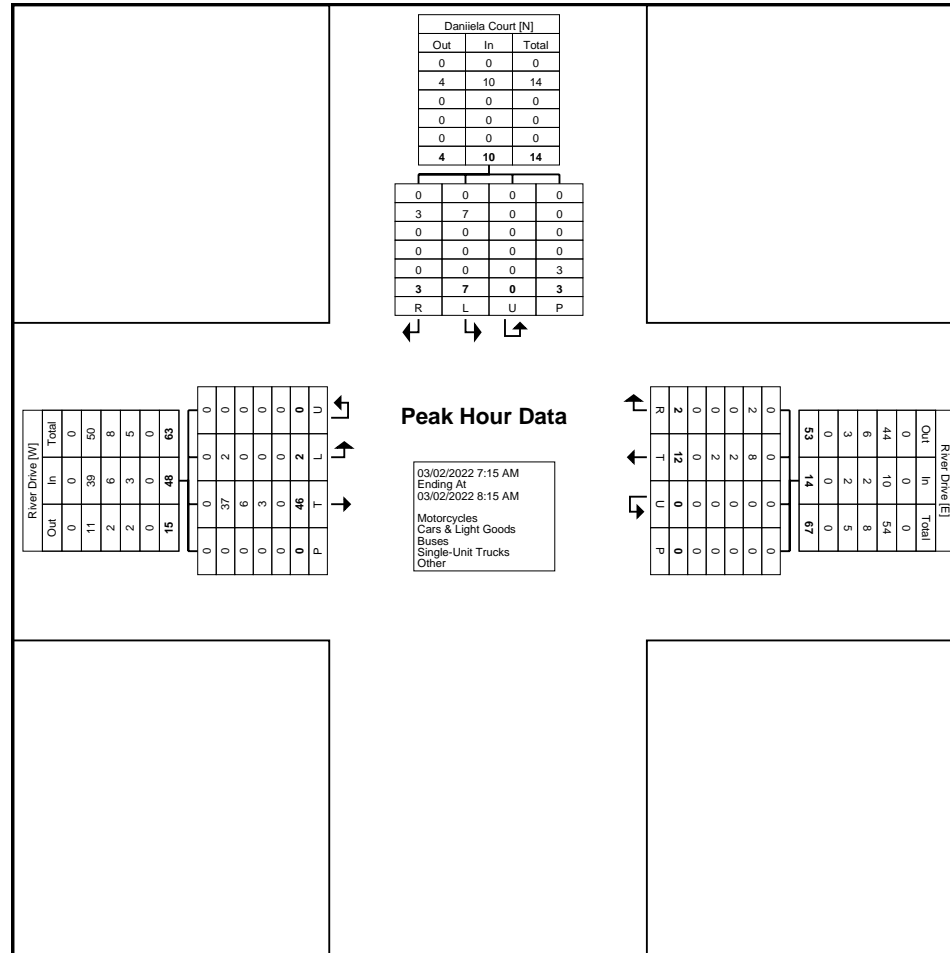 Daniiela Court [N]
Out In Total
0 0 0
4 10 14
0 0 0
0 0 0
0 0 0
4 10 14
0 0 0 0
3 7 0 0
0 0 0 0
0 0 0 0
0 0 0 3
3 7 0 3
R L U P
Peak Hour Data
03/02/2022 7:15 AM
Ending At
03/02/2022 8:15 AM
Motorcycles
Cars & Light Goods
Buses
Single-Unit Trucks
Other
River Drive [W]
Out In Total
0 0 0
11 39 50
2 6 8
2 3 5
0 0 0
15 48 63
0 0 0 0
0 37 2 0
0 6 0 0
0 3 0 0
0 0 0 0
0 46 2 0
P T L U
River Drive [E]
Out In Total
0 0 0
44 10 54
6 2 8
3 2 5
0 0 0
53 14 67
0 0 0 0
2 8 0 0
0 2 0 0
0 2 0 0
0 0 0 0
2 12 0 0
R T U P